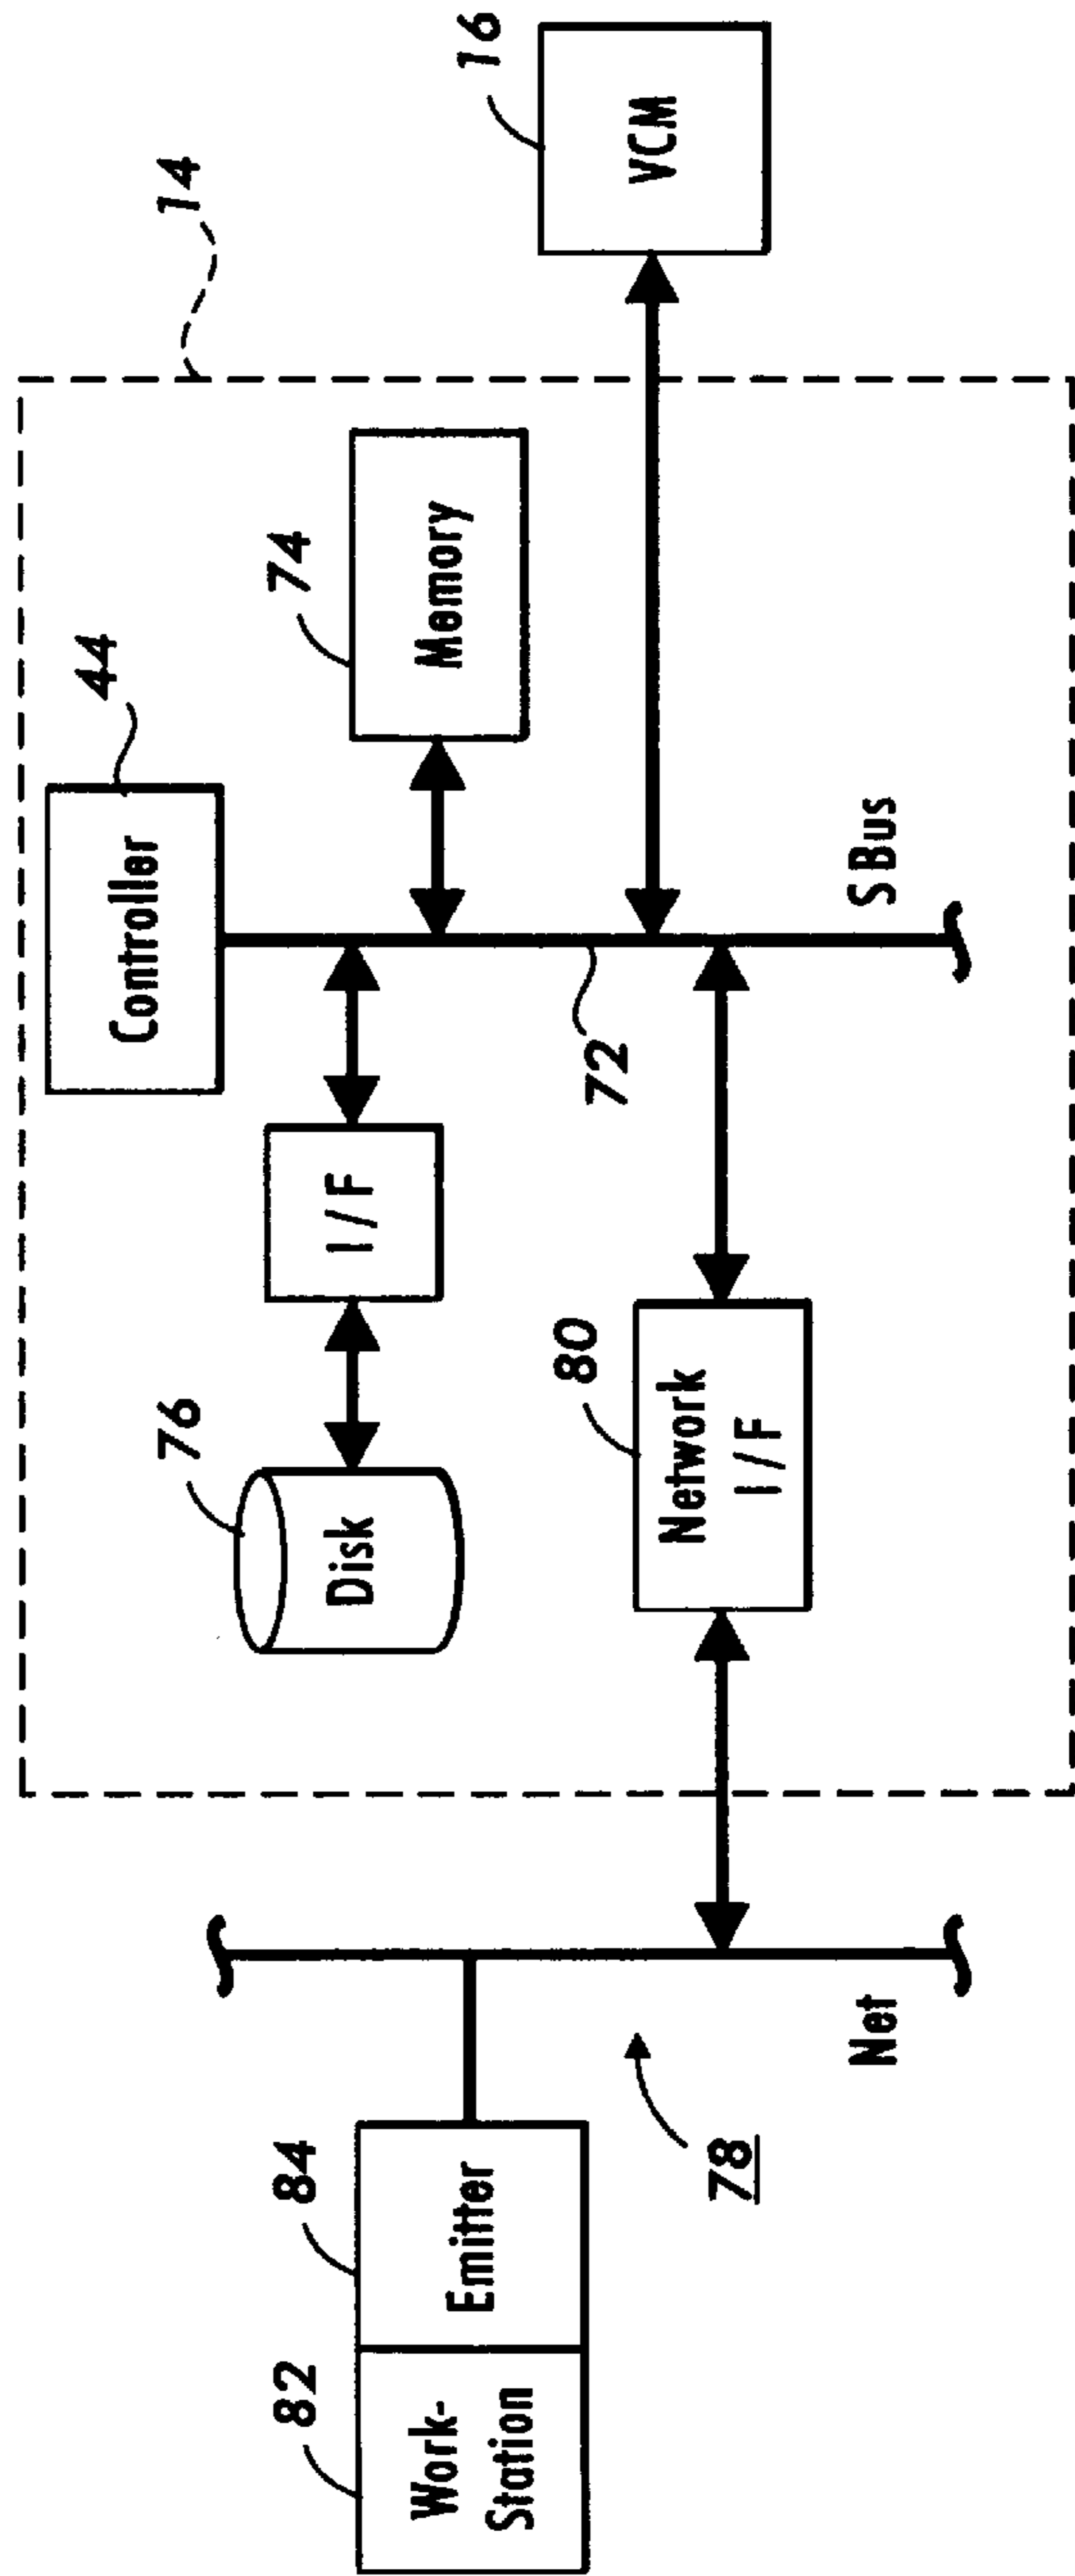 14
16
VCM
44
Controller
74
Memory
76
Disk
I/F
72
SBus
80
Network
I/F
82
Work-
Station
84
Emitter
78
Net